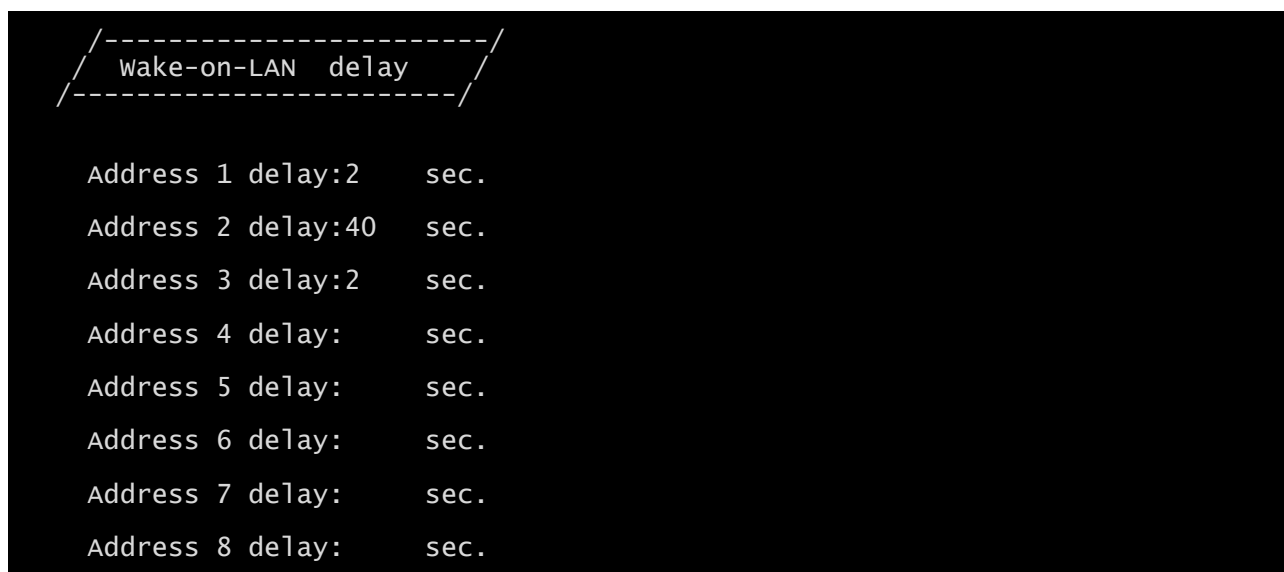 /------------------------/
/  Wake-on-LAN  delay    /
/------------------------/
Address 1 delay:2    sec.
Address 2 delay:40   sec.
Address 3 delay:2    sec.
Address 4 delay:     sec.
Address 5 delay:     sec.
Address 6 delay:     sec.
Address 7 delay:     sec.
Address 8 delay:     sec.